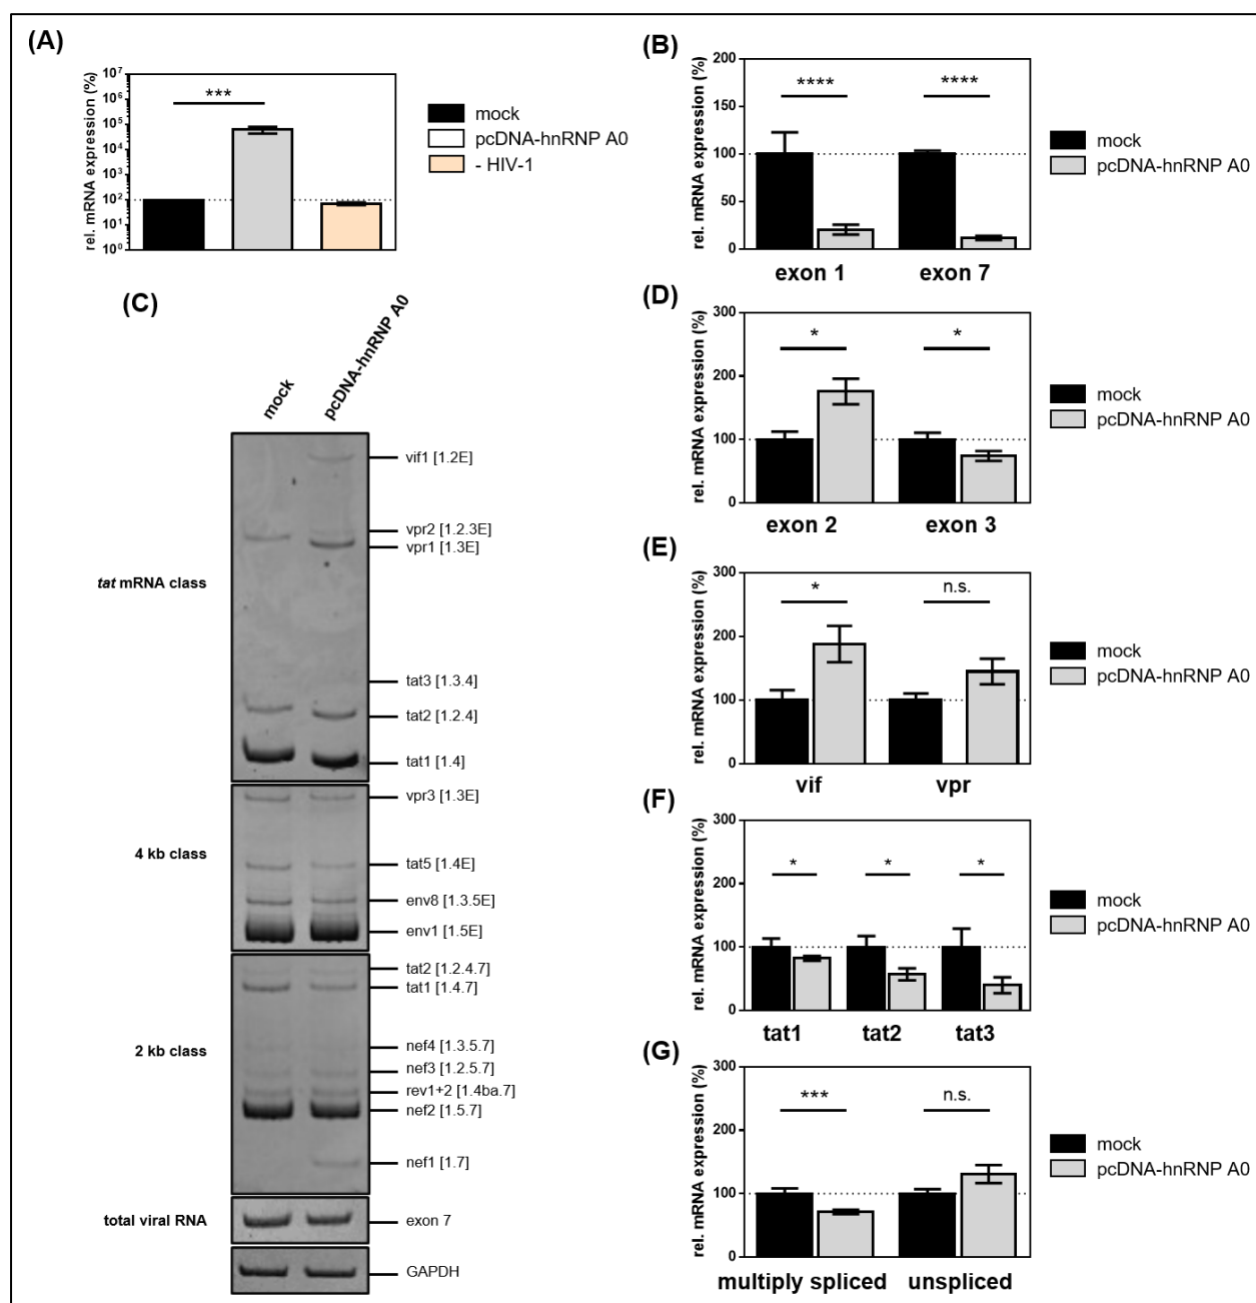 (A)
rel. mRNA expression (%)
10⁷
10⁶
10⁵
10⁴
10³
10²
10¹
10⁰
***
mock
pcDNA-hnRNP A0
- HIV-1
(B)
rel. mRNA expression (%)
200
150
100
50
0
**** ****
exon 1 exon 7
mock
pcDNA-hnRNP A0
(C)
mock
pcDNA-hnRNP A0
tat mRNA class
vif1 [1.2E]
vpr2 [1.2.3E]
vpr1 [1.3E]
tat3 [1.3.4]
tat2 [1.2.4]
tat1 [1.4]
4 kb class
vpr3 [1.3E]
tat5 [1.4E]
env8 [1.3.5E]
env1 [1.5E]
2 kb class
tat2 [1.2.4.7]
tat1 [1.4.7]
nef4 [1.3.5.7]
nef3 [1.2.5.7]
rev1+2 [1.4ba.7]
nef2 [1.5.7]
nef1 [1.7]
total viral RNA
exon 7
GAPDH
(D)
rel. mRNA expression (%)
300
200
100
0
* *
exon 2 exon 3
mock
pcDNA-hnRNP A0
(E)
rel. mRNA expression (%)
300
200
100
0
* n.s.
vif vpr
mock
pcDNA-hnRNP A0
(F)
rel. mRNA expression (%)
300
200
100
0
* * *
tat1 tat2 tat3
mock
pcDNA-hnRNP A0
(G)
rel. mRNA expression (%)
300
200
100
0
*** n.s.
multiply spliced unspliced
mock
pcDNA-hnRNP A0